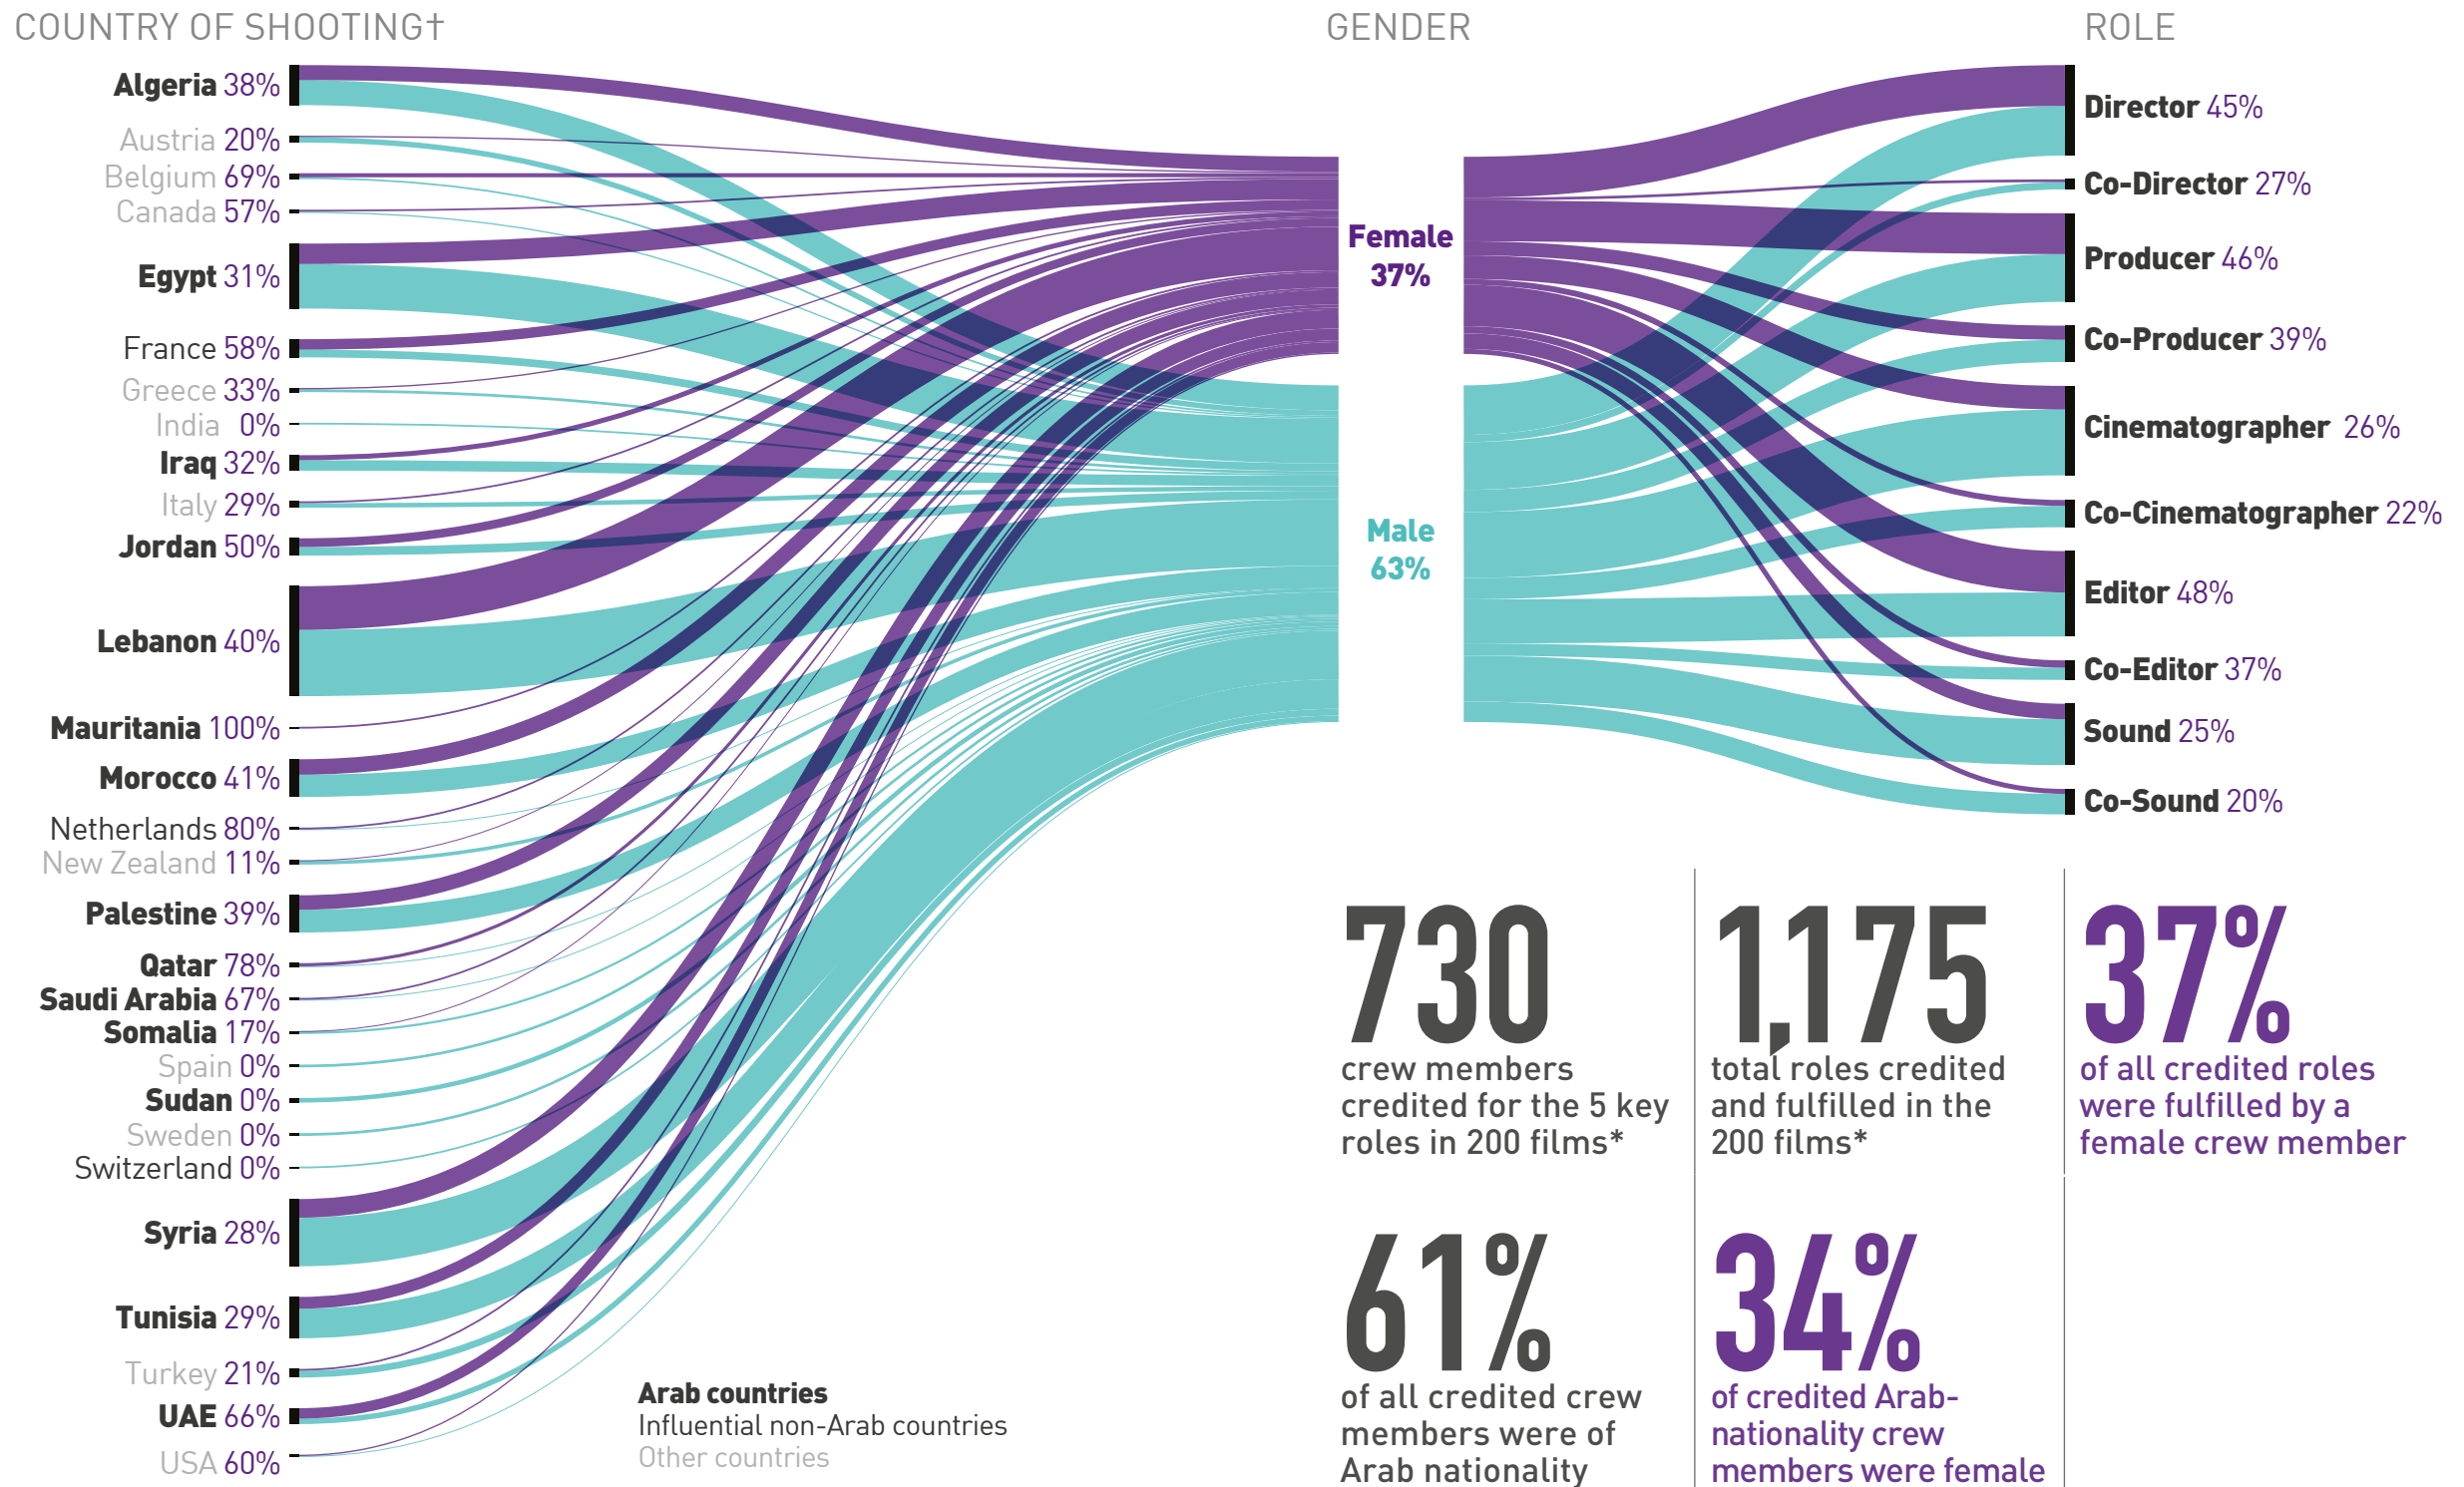 COUNTRY OF SHOOTING†
Algeria 38%
Austria 20%
Belgium 69%
Canada 57%
Egypt 31%
France 58%
Greece 33%
India 0%
Iraq 32%
Italy 29%
Jordan 50%
Lebanon 40%
Mauritania 100%
Morocco 41%
Netherlands 80%
New Zealand 11%
Palestine 39%
Qatar 78%
Saudi Arabia 67%
Somalia 17%
Spain 0%
Sudan 0%
Sweden 0%
Switzerland 0%
Syria 28%
Tunisia 29%
Turkey 21%
UAE 66%
USA 60%
Arab countries
Influential non-Arab countries
Other countries
GENDER
Female
37%
Male
63%
ROLE
Director 45%
Co-Director 27%
Producer 46%
Co-Producer 39%
Cinematographer 26%
Co-Cinematographer 22%
Editor 48%
Co-Editor 37%
Sound 25%
Co-Sound 20%
730
crew members
credited for the 5 key
roles in 200 films*
1,175
total roles credited
and fulfilled in the
200 films*
37%
of all credited roles
were fulfilled by a
female crew member
61%
of all credited crew
members were of
Arab nationality
34%
of credited Arab-
nationality crew
members were female